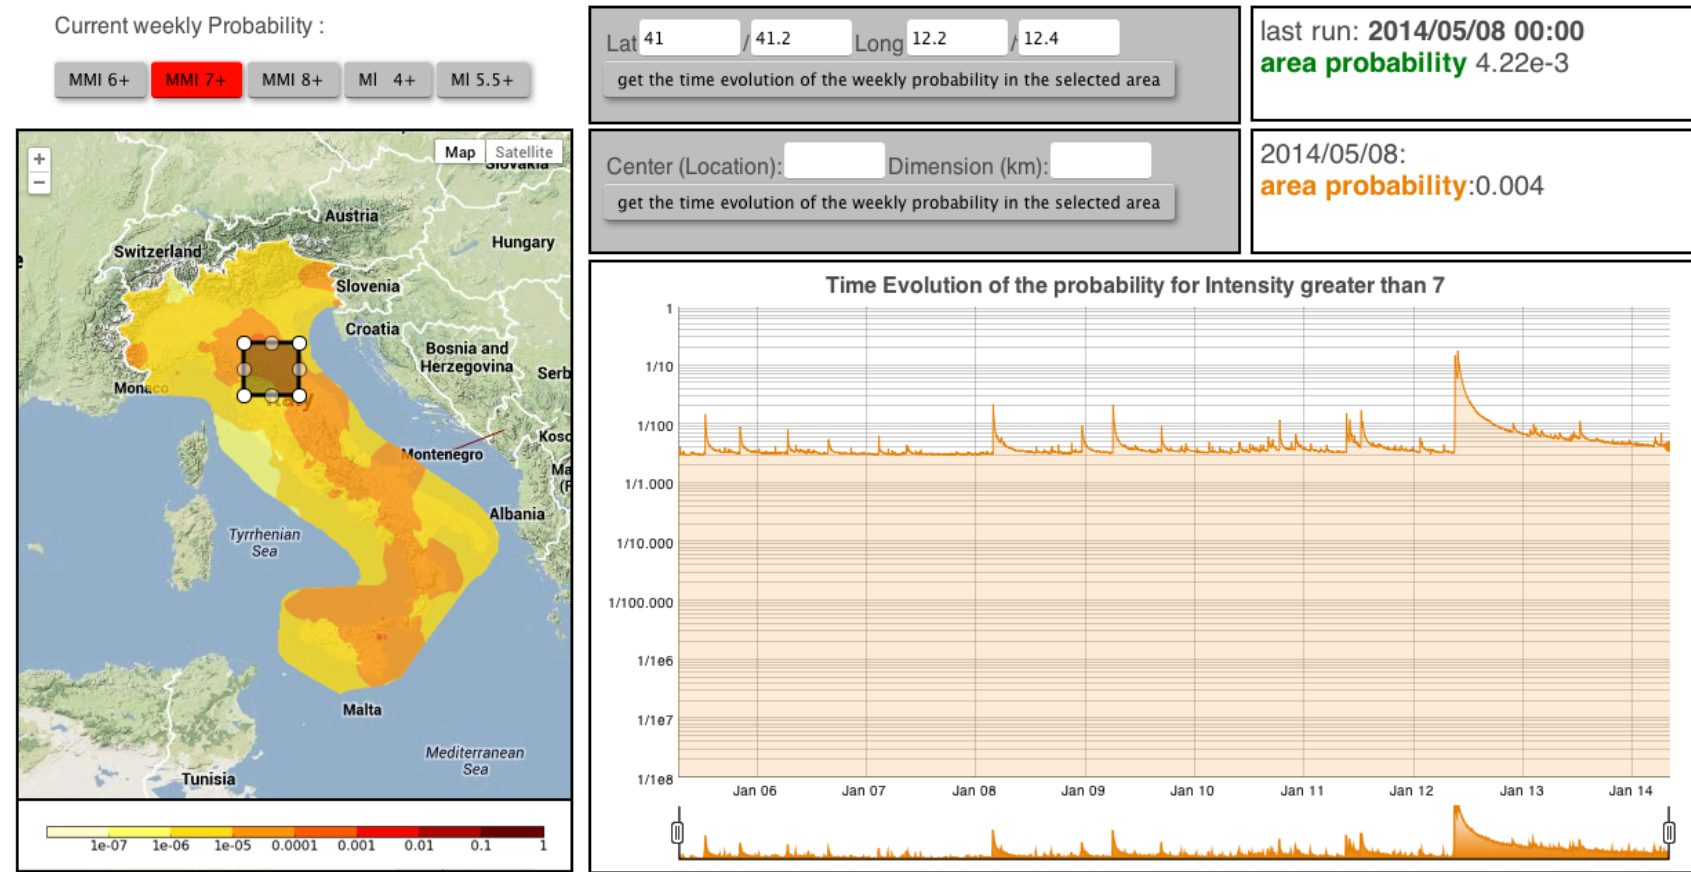 Current weekly Probability :
MMI 6+ MMI 7+ MMI 8+ Ml 4+ Ml 5.5+
Lat 41 / 41.2 Long 12.2 / 12.4
get the time evolution of the weekly probability in the selected area
Center (Location): Dimension (km):
get the time evolution of the weekly probability in the selected area
last run: 2014/05/08 00:00
area probability 4.22e-3
2014/05/08:
area probability:0.004
+
−
Map Satellite
Slovakia
Austria
Hungary
Switzerland
Slovenia
Croatia
Bosnia and
Herzegovina
Serb
Monaco
Italy
Koso
Montenegro
Ma
(F
Albania
Tyrrhenian
Sea
Malta
Mediterranean
Sea
Tunisia
1e-07 1e-06 1e-05 0.0001 0.001 0.01 0.1 1
Time Evolution of the probability for Intensity greater than 7
1
1/10
1/100
1/1.000
1/10.000
1/100.000
1/1e6
1/1e7
1/1e8
Jan 06 Jan 07 Jan 08 Jan 09 Jan 10 Jan 11 Jan 12 Jan 13 Jan 14